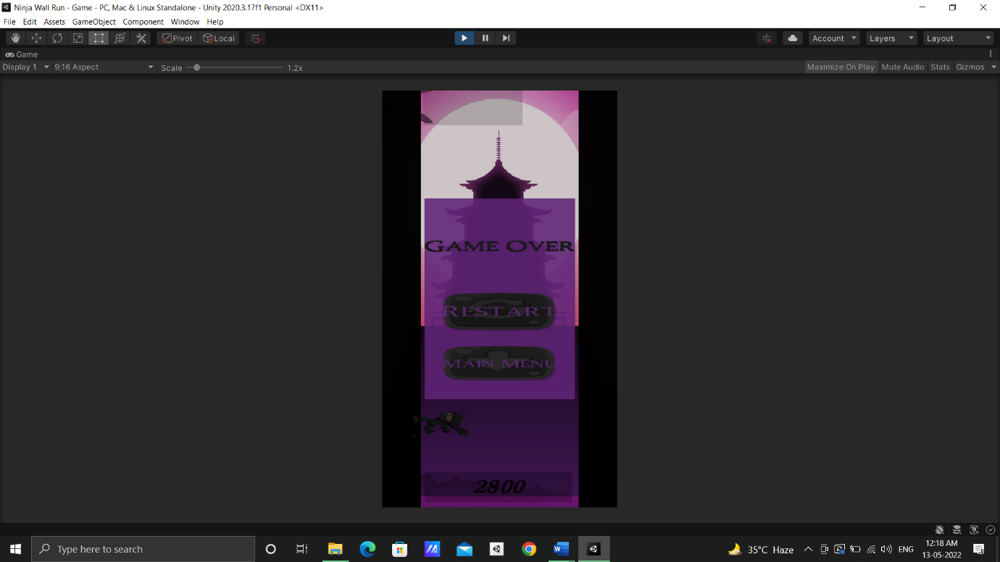 Ninja Wall Run - Game - PC, Mac & Linux Standalone - Unity 2020.3.17f1 Personal <DX11>
File Edit Assets GameObject Component Window Help
Pivot Local Account Layers Layout
Game
Display 1 9:16 Aspect Scale 1.2x Maximize On Play Mute Audio Stats Gizmos
Game Over
Restart
Main Menu
2800
Type here to search
35°C Haze
ENG
12:18 AM
13-05-2022